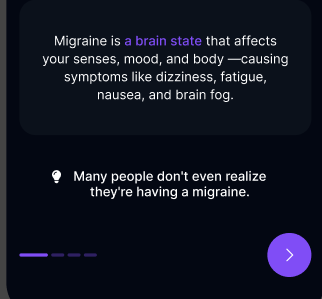 Migraine is a brain state that affects
your senses, mood, and body —causing
symptoms like dizziness, fatigue,
nausea, and brain fog.
Many people don't even realize
they're having a migraine.